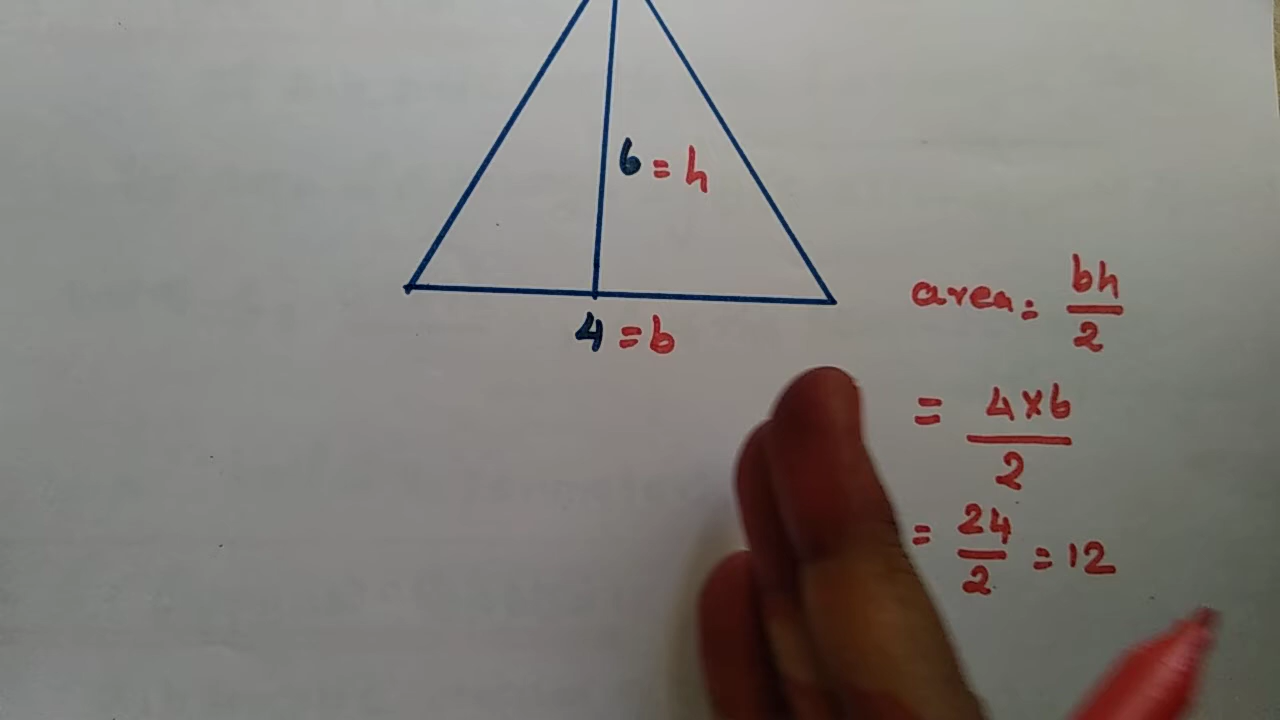 6 = h
4 = b
area = bh/2
= 4×6/2
= 24/2 = 12